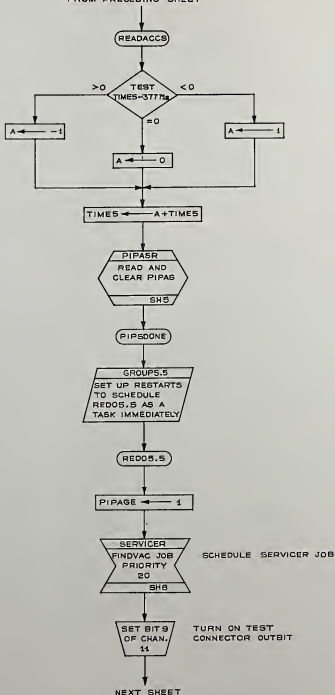 FROM PRECEDING SHEET
READACCS
>0
TEST
<0
TIME5-37771₈
=0
A ← -1
A ← 1
A ← 0
TIME5 ← A+TIME5
PIPASR
READ AND
CLEAR PIPAS
SH5
PIPSDONE
GROUP5.5
SET UP RESTARTS
TO SCHEDULE
REDO5.5 AS A
TASK IMMEDIATELY
REDO5.5
PIPAGE ← 1
SERVICER
FINDVAC JOB
PRIORITY
20
SH8
SCHEDULE SERVICER JOB
SET BIT 9
OF CHAN.
11
TURN ON TEST
CONNECTOR OUTBIT
NEXT SHEET